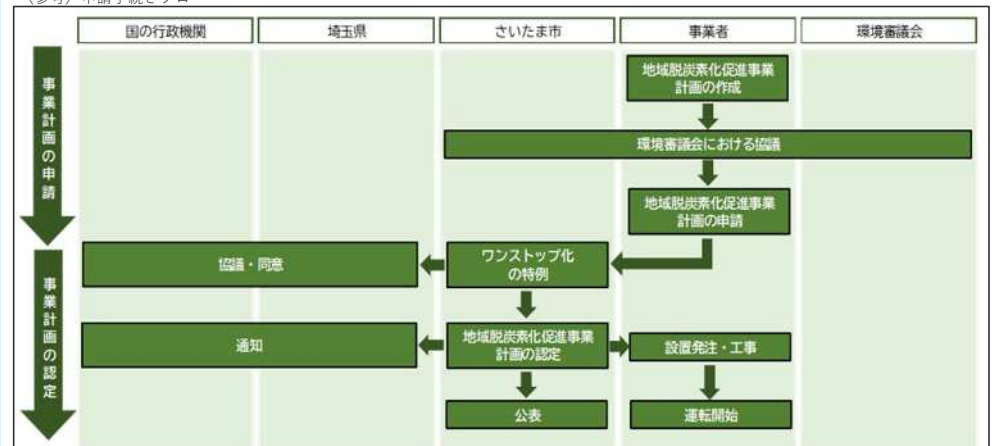 国の行政機関
埼玉県
さいたま市
事業者
環境審議会
事業計画の申請
地域脱炭素化促進事業
計画の作成
環境審議会における協議
地域脱炭素化促進事業
計画の申請
事業計画の認定
協議・同意
ワンストップ化
の特例
通知
地域脱炭素化促進事業
計画の認定
設置発注・工事
公表
運転開始